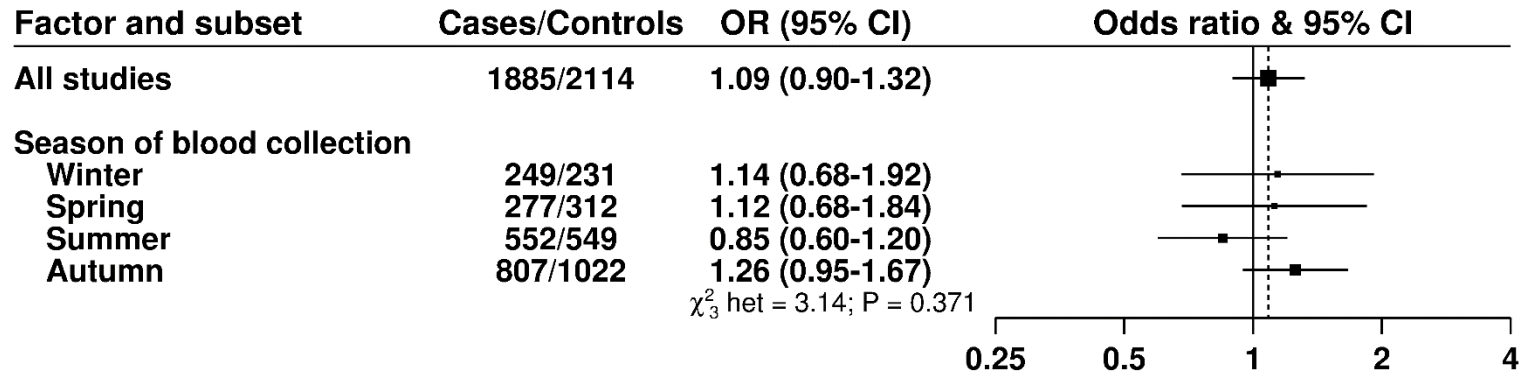 Factor and subset Cases/Controls OR (95% CI) Odds ratio & 95% CI
All studies 1885/2114 1.09 (0.90-1.32)
Season of blood collection
Winter 249/231 1.14 (0.68-1.92)
Spring 277/312 1.12 (0.68-1.84)
Summer 552/549 0.85 (0.60-1.20)
Autumn 807/1022 1.26 (0.95-1.67)
χ²₃ het = 3.14; P = 0.371
0.25 0.5 1 2 4